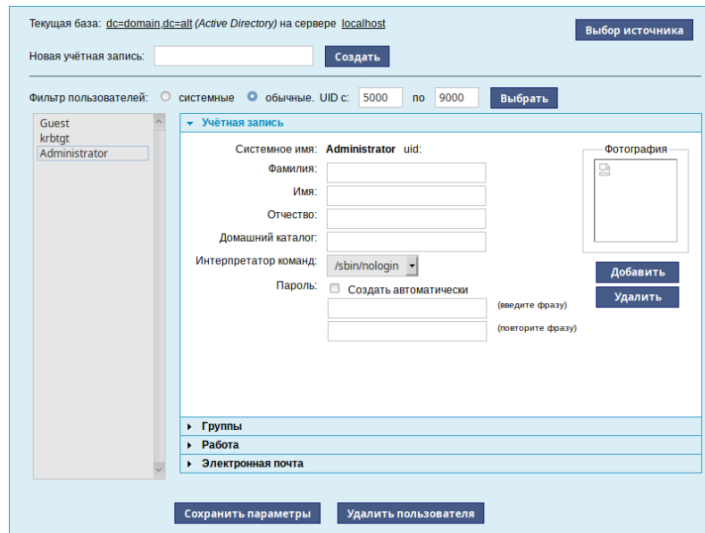 Текущая база: dc=domain,dc=alt (Active Directory) на сервере localhost
Выбор источника
Новая учётная запись: Создать
Фильтр пользователей: системные обычные. UID с: 5000 по 9000 Выбрать
Guest
krbtgt
Administrator
Учётная запись
Системное имя: Administrator uid:
Фамилия:
Имя:
Отчество:
Домашний каталог:
Интерпретатор команд: /sbin/nologin
Пароль: Создать автоматически
(введите фразу)
(повторите фразу)
Фотография
Добавить
Удалить
Группы
Работа
Электронная почта
Сохранить параметры Удалить пользователя